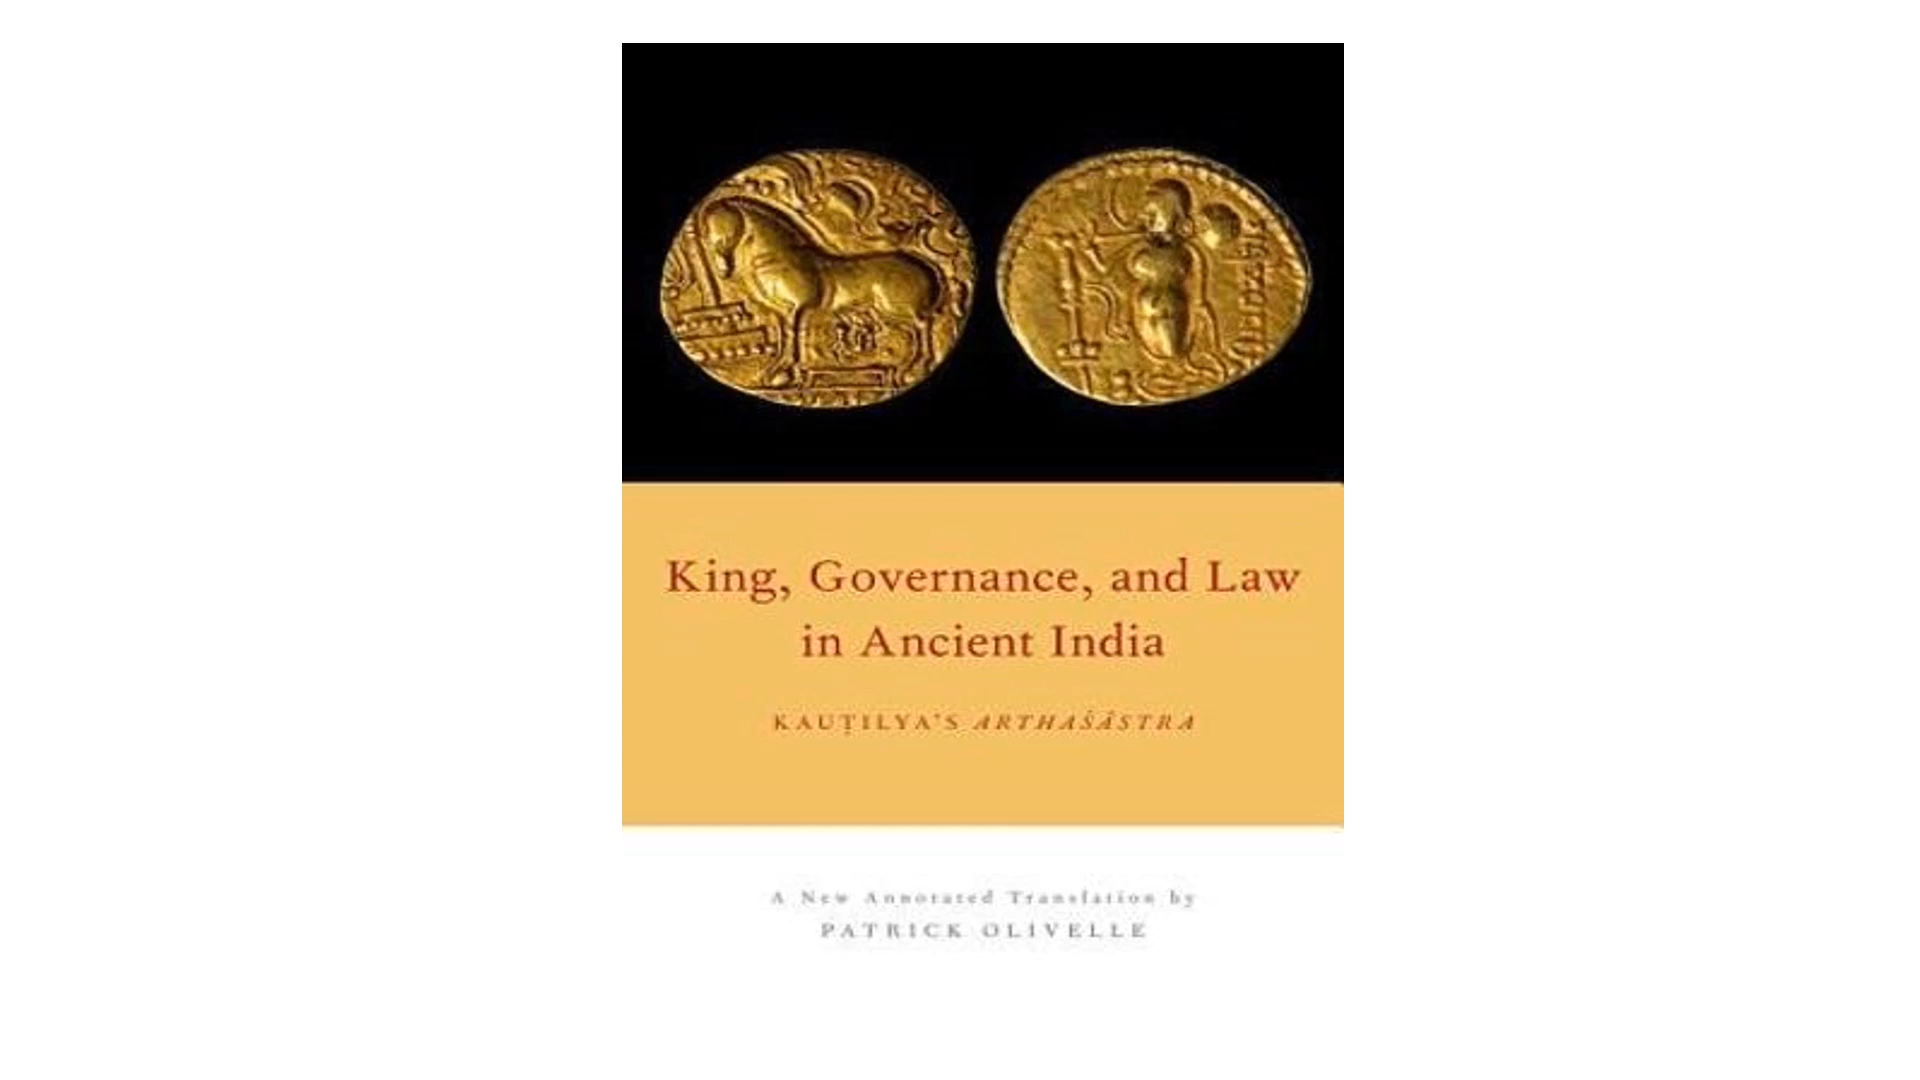 King, Governance, and Law
in Ancient India
KAUṬILYA'S ARTHAŚĀSTRA
A New Annotated Translation by
PATRICK OLIVELLE